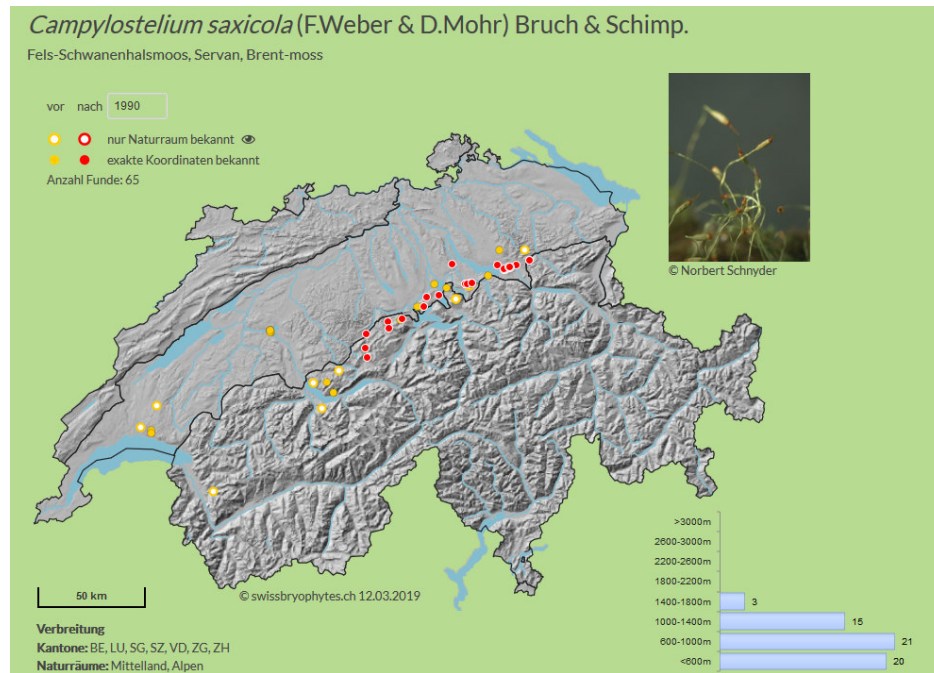 Campylostelium saxicola (F.Weber & D.Mohr) Bruch & Schimp.
Fels-Schwanenhalsmoos, Servan, Brent-moss
vor nach 1990
nur Naturraum bekannt
exakte Koordinaten bekannt
Anzahl Funde: 65
© Norbert Schnyder
>3000m
2600-3000m
2200-2600m
1800-2200m
1400-1800m 3
1000-1400m 15
600-1000m 21
<600m 20
50 km
© swissbryophytes.ch 12.03.2019
Verbreitung
Kantone: BE, LU, SG, SZ, VD, ZG, ZH
Naturräume: Mittelland, Alpen